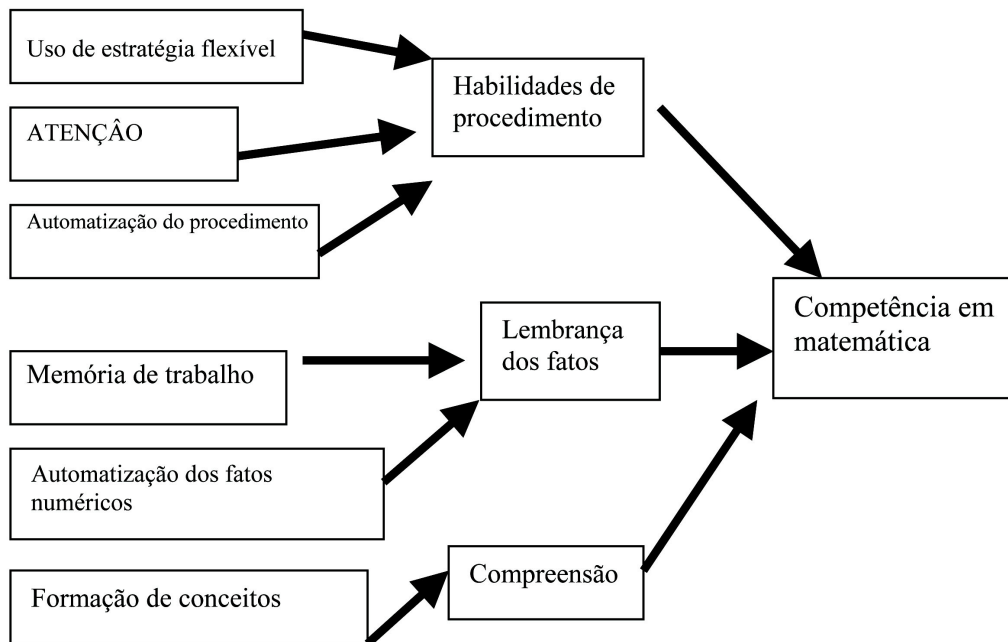 Uso de estratégia flexível
ATENÇÂO
Automatização do procedimento
Habilidades de
procedimento
Memória de trabalho
Automatização dos fatos
numéricos
Lembrança
dos fatos
Formação de conceitos
Compreensão
Competência em
matemática